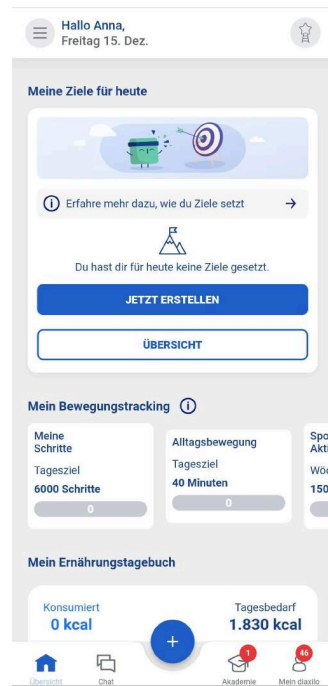 Hallo Anna,
Freitag 15. Dez.
Meine Ziele für heute
Erfahre mehr dazu, wie du Ziele setzt
Du hast dir für heute keine Ziele gesetzt.
JETZT ERSTELLEN
ÜBERSICHT
Mein Bewegungstracking
Meine
Schritte
Tagesziel
6000 Schritte
0
Alltagsbewegung
Tagesziel
40 Minuten
0
Spo
Akti
Wöc
150
Mein Ernährungstagebuch
Konsumiert
0 kcal
Tagesbedarf
1.830 kcal
+
1
46
Übersicht
Chat
Akademie
Mein diaxilo